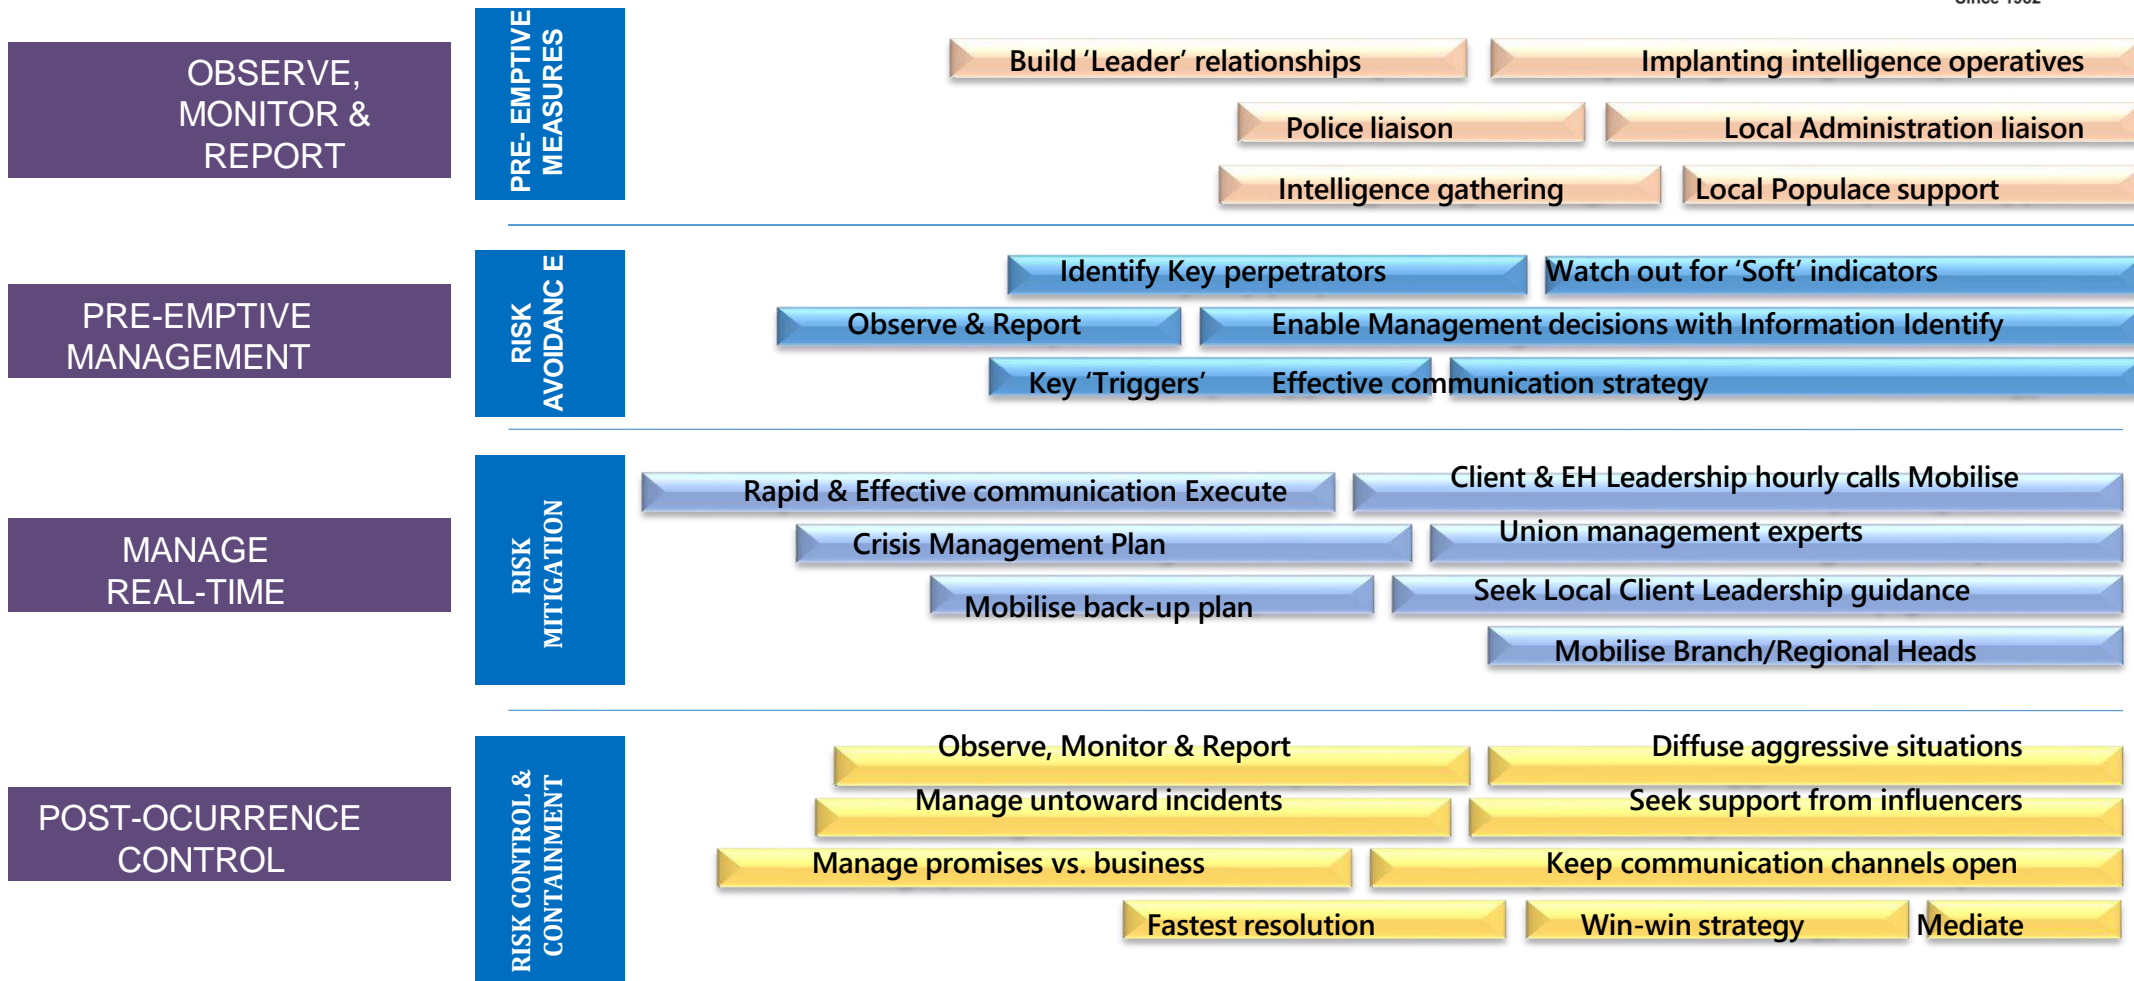 Since 1982
OBSERVE,
MONITOR &
REPORT
PRE- EMPTIVE
MEASURES
Build ‘Leader’ relationships
Implanting intelligence operatives
Police liaison
Local Administration liaison
Intelligence gathering
Local Populace support
PRE-EMPTIVE
MANAGEMENT
RISK
AVOIDANC E
Identify Key perpetrators
Watch out for ‘Soft’ indicators
Observe & Report
Enable Management decisions with Information Identify
Key ‘Triggers’
Effective communication strategy
MANAGE
REAL-TIME
RISK
MITIGATION
Rapid & Effective communication Execute
Client & EH Leadership hourly calls Mobilise
Crisis Management Plan
Union management experts
Mobilise back-up plan
Seek Local Client Leadership guidance
Mobilise Branch/Regional Heads
POST-OCURRENCE
CONTROL
RISK CONTROL &
CONTAINMENT
Observe, Monitor & Report
Diffuse aggressive situations
Manage untoward incidents
Seek support from influencers
Manage promises vs. business
Keep communication channels open
Fastest resolution
Win-win strategy
Mediate